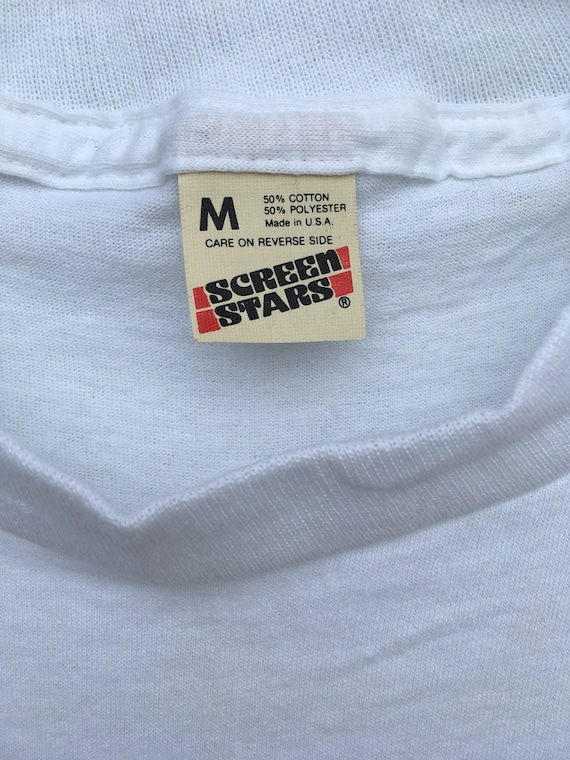 M
50% COTTON
50% POLYESTER
Made in U.S.A.
CARE ON REVERSE SIDE
SCREEN
STARS®